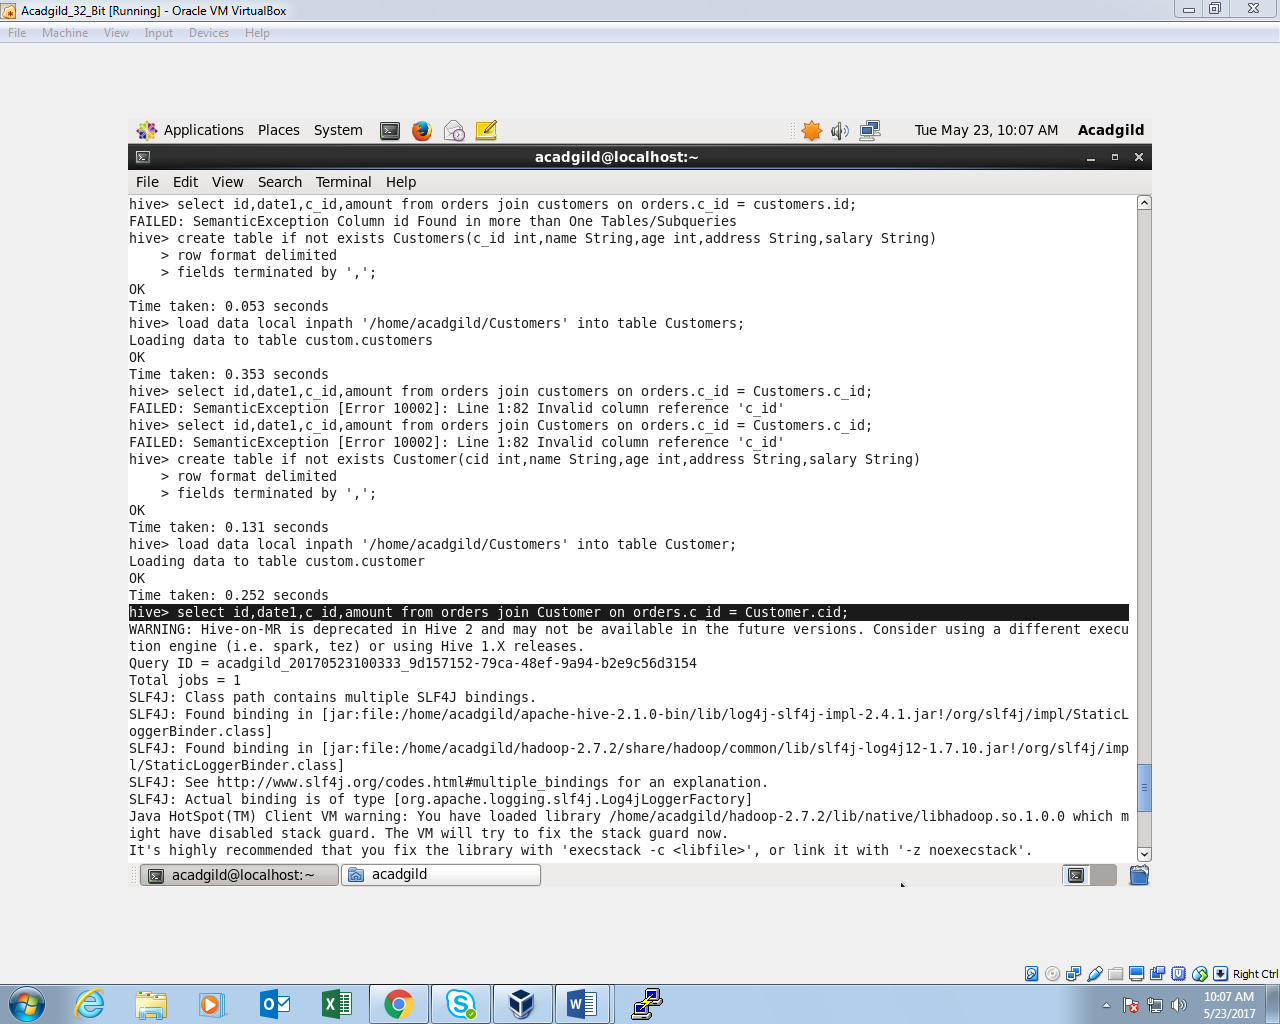 Acadgild_32_Bit [Running] - Oracle VM VirtualBox
File Machine View Input Devices Help
Applications Places System Tue May 23, 10:07 AM Acadgild
acadgild@localhost:~
File Edit View Search Terminal Help
hive> select id,date1,c_id,amount from orders join customers on orders.c_id = customers.id;
FAILED: SemanticException Column id Found in more than One Tables/Subqueries
hive> create table if not exists Customers(c_id int,name String,age int,address String,salary String)
    > row format delimited
    > fields terminated by ',';
OK
Time taken: 0.053 seconds
hive> load data local inpath '/home/acadgild/Customers' into table Customers;
Loading data to table custom.customers
OK
Time taken: 0.353 seconds
hive> select id,date1,c_id,amount from orders join customers on orders.c_id = Customers.c_id;
FAILED: SemanticException [Error 10002]: Line 1:82 Invalid column reference 'c_id'
hive> select id,date1,c_id,amount from orders join Customers on orders.c_id = Customers.c_id;
FAILED: SemanticException [Error 10002]: Line 1:82 Invalid column reference 'c_id'
hive> create table if not exists Customer(cid int,name String,age int,address String,salary String)
    > row format delimited
    > fields terminated by ',';
OK
Time taken: 0.131 seconds
hive> load data local inpath '/home/acadgild/Customers' into table Customer;
Loading data to table custom.customer
OK
Time taken: 0.252 seconds
hive> select id,date1,c_id,amount from orders join Customer on orders.c_id = Customer.cid;
WARNING: Hive-on-MR is deprecated in Hive 2 and may not be available in the future versions. Consider using a different execu
tion engine (i.e. spark, tez) or using Hive 1.X releases.
Query ID = acadgild_20170523100333_9d157152-79ca-48ef-9a94-b2e9c56d3154
Total jobs = 1
SLF4J: Class path contains multiple SLF4J bindings.
SLF4J: Found binding in [jar:file:/home/acadgild/apache-hive-2.1.0-bin/lib/log4j-slf4j-impl-2.4.1.jar!/org/slf4j/impl/StaticL
oggerBinder.class]
SLF4J: Found binding in [jar:file:/home/acadgild/hadoop-2.7.2/share/hadoop/common/lib/slf4j-log4j12-1.7.10.jar!/org/slf4j/imp
l/StaticLoggerBinder.class]
SLF4J: See http://www.slf4j.org/codes.html#multiple_bindings for an explanation.
SLF4J: Actual binding is of type [org.apache.logging.slf4j.Log4jLoggerFactory]
Java HotSpot(TM) Client VM warning: You have loaded library /home/acadgild/hadoop-2.7.2/lib/native/libhadoop.so.1.0.0 which m
ight have disabled stack guard. The VM will try to fix the stack guard now.
It's highly recommended that you fix the library with 'execstack -c <libfile>', or link it with '-z noexecstack'.
acadgild@localhost:~ acadgild
Right Ctrl
10:07 AM
5/23/2017